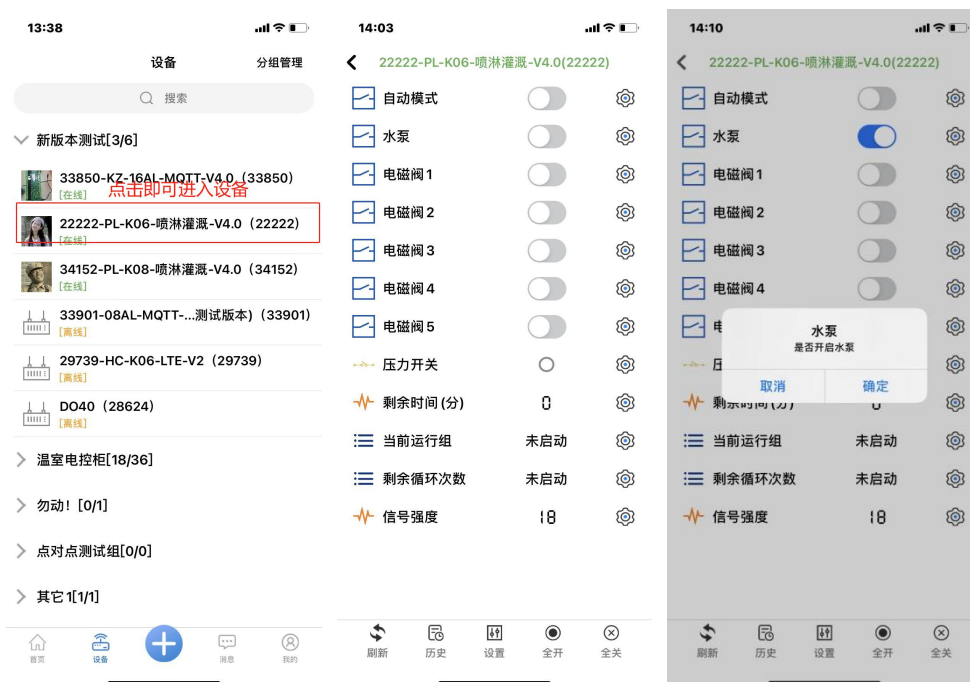 13:38
设备
分组管理
搜索
新版本测试[3/6]
33850-KZ-16AL-MQTT-V4.0（33850）
[在线]
点击即可进入设备
22222-PL-K06-喷淋灌溉-V4.0（22222）
[在线]
34152-PL-K08-喷淋灌溉-V4.0（34152）
[在线]
33901-08AL-MQTT-...测试版本)（33901)
[离线]
29739-HC-K06-LTE-V2（29739）
[离线]
DO40（28624）
[离线]
温室电控柜[18/36]
勿动！[0/1]
点对点测试组[0/0]
其它1[1/1]
首页
设备
消息
我的
14:03
22222-PL-K06-喷淋灌溉-V4.0(22222)
自动模式
水泵
电磁阀1
电磁阀2
电磁阀3
电磁阀4
电磁阀5
压力开关
剩余时间(分) 0
当前运行组 未启动
剩余循环次数 未启动
信号强度 18
刷新
历史
设置
全开
全关
14:10
22222-PL-K06-喷淋灌溉-V4.0(22222)
自动模式
水泵
电磁阀1
电磁阀2
电磁阀3
电磁阀4
水泵
是否开启水泵
取消
确定
剩余时间(分) 0
当前运行组 未启动
剩余循环次数 未启动
信号强度 18
刷新
历史
设置
全开
全关